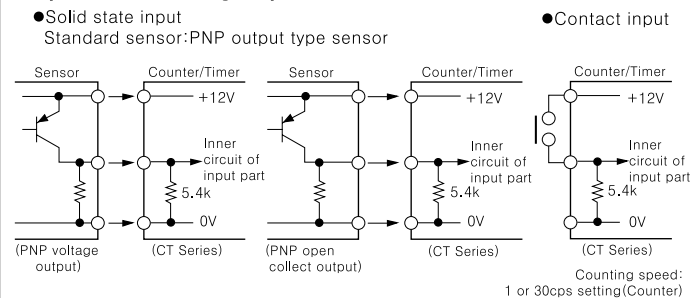 ●Solid state input
Standard sensor:PNP output type sensor
●Contact input
Sensor
Counter/Timer
+12V
Inner
circuit of
input part
5.4k
0V
(PNP voltage
output)
(CT Series)
Sensor
Counter/Timer
+12V
Inner
circuit of
input part
5.4k
0V
(PNP open
collect output)
(CT Series)
Counter/Timer
+12V
Inner
circuit of
input part
5.4k
0V
(CT Series)
Counting speed:
1 or 30cps setting(Counter)